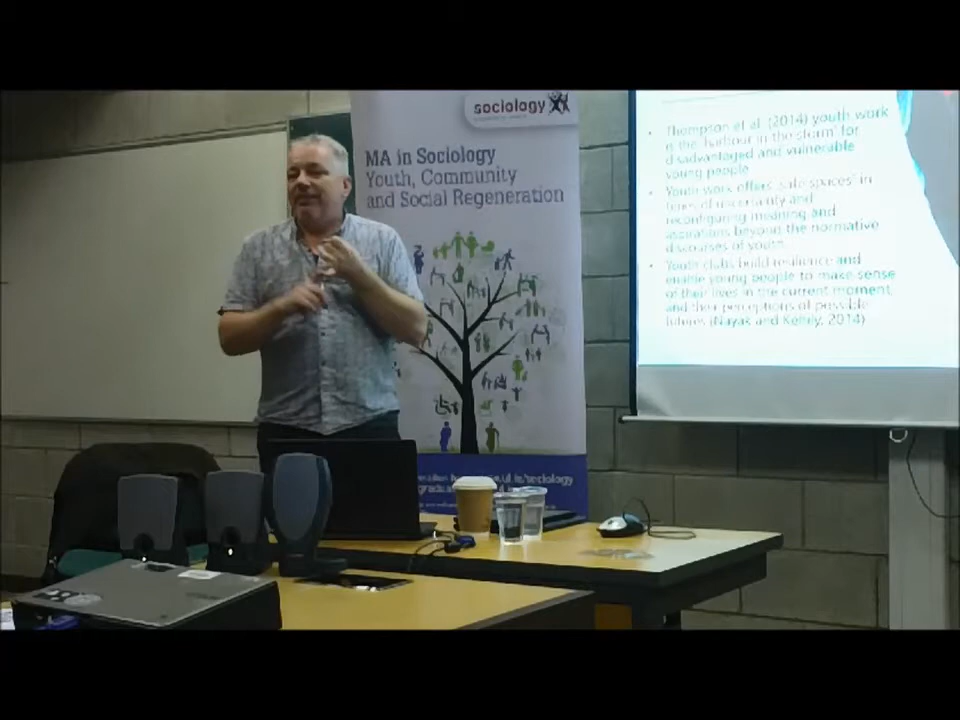 sociology
MA in Sociology
Youth, Community
and Social Regeneration
Thompson et al. (2014) youth work
is the 'harbour in the storm' for
disadvantaged and vulnerable
young people
Youth work offers 'safe spaces' in
times of uncertainty and
reconfiguring meaning and
aspirations beyond the normative
discourses of youth.
Youth clubs build resilience and
enable young people to make sense
of their lives in the current moment,
and their perceptions of possible
futures (Nayak and Kehily, 2014)